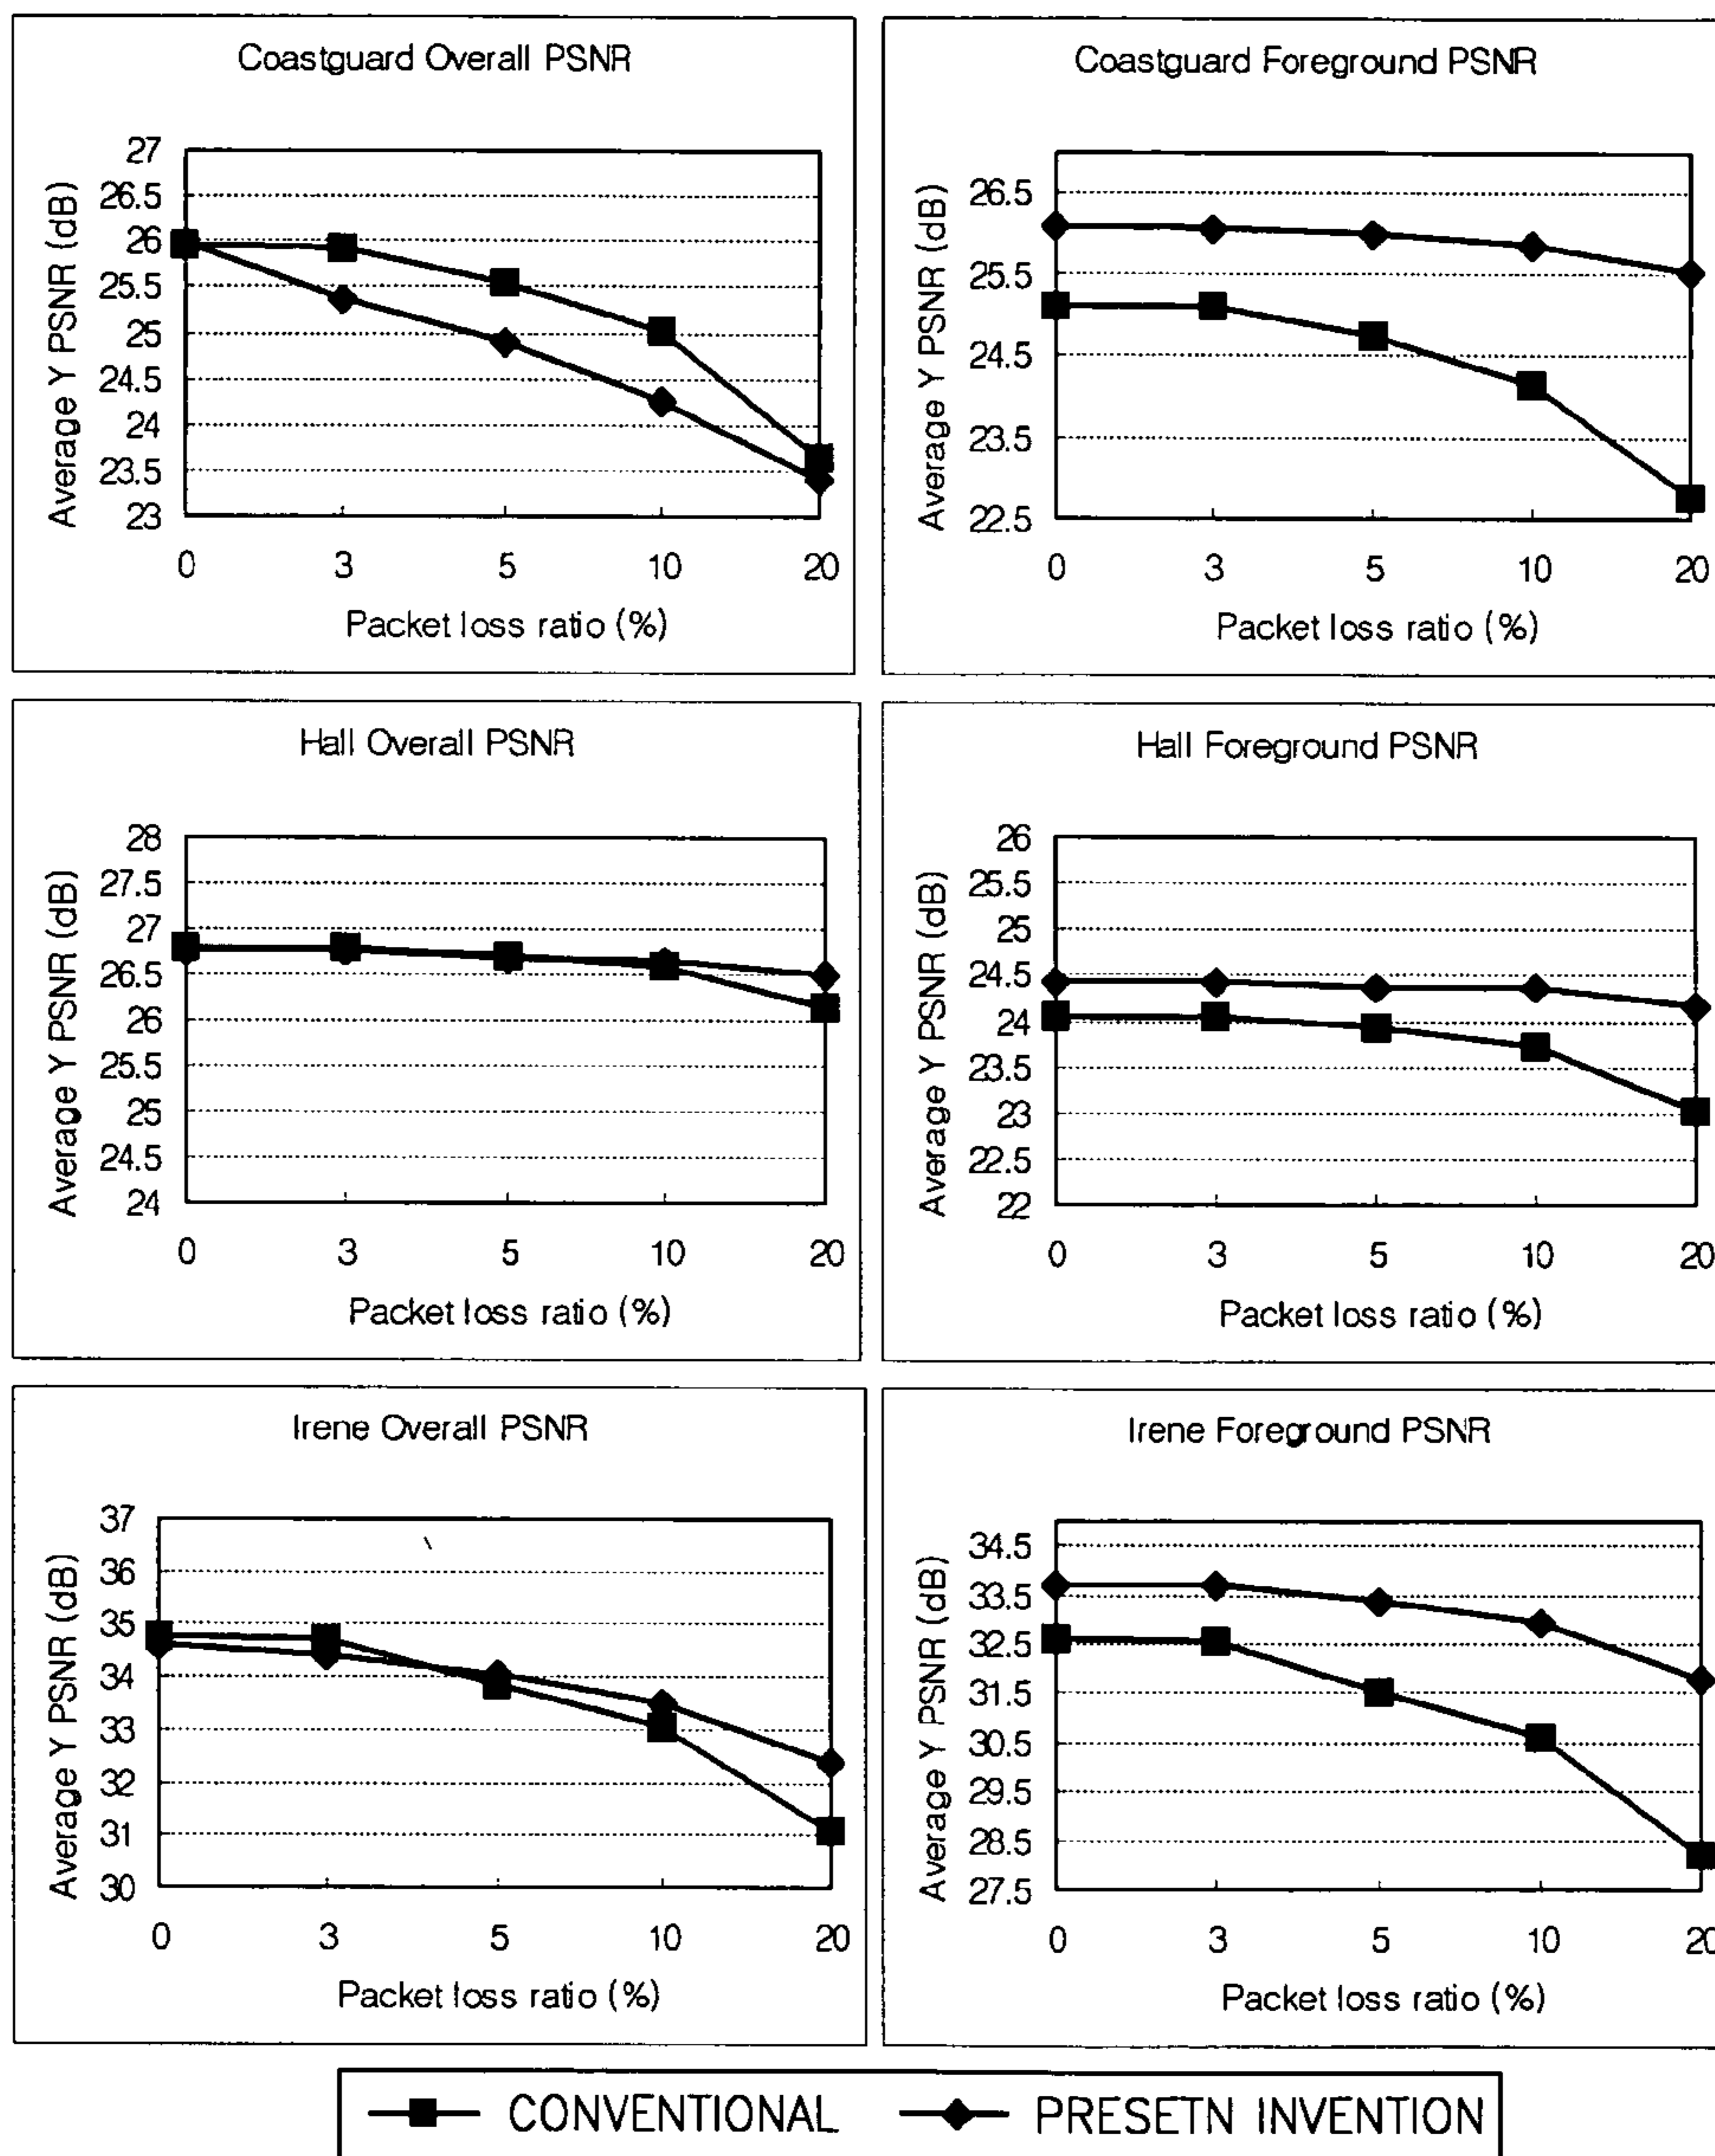 Coastguard Overall PSNR
Average Y PSNR (dB)
27
26.5
26
25.5
25
24.5
24
23.5
23
0 3 5 10 20
Packet loss ratio (%)
Coastguard Foreground PSNR
Average Y PSNR (dB)
26.5
25.5
24.5
23.5
22.5
0 3 5 10 20
Packet loss ratio (%)
Hall Overall PSNR
Average Y PSNR (dB)
28
27.5
27
26.5
26
25.5
25
24.5
24
0 3 5 10 20
Packet loss ratio (%)
Hall Foreground PSNR
Average Y PSNR (dB)
26
25.5
25
24.5
24
23.5
23
22.5
22
0 3 5 10 20
Packet loss ratio (%)
Irene Overall PSNR
Average Y PSNR (dB)
37
36
35
34
33
32
31
30
0 3 5 10 20
Packet loss ratio (%)
Irene Foreground PSNR
Average Y PSNR (dB)
34.5
33.5
32.5
31.5
30.5
29.5
28.5
27.5
0 3 5 10 20
Packet loss ratio (%)
CONVENTIONAL PRESETN INVENTION